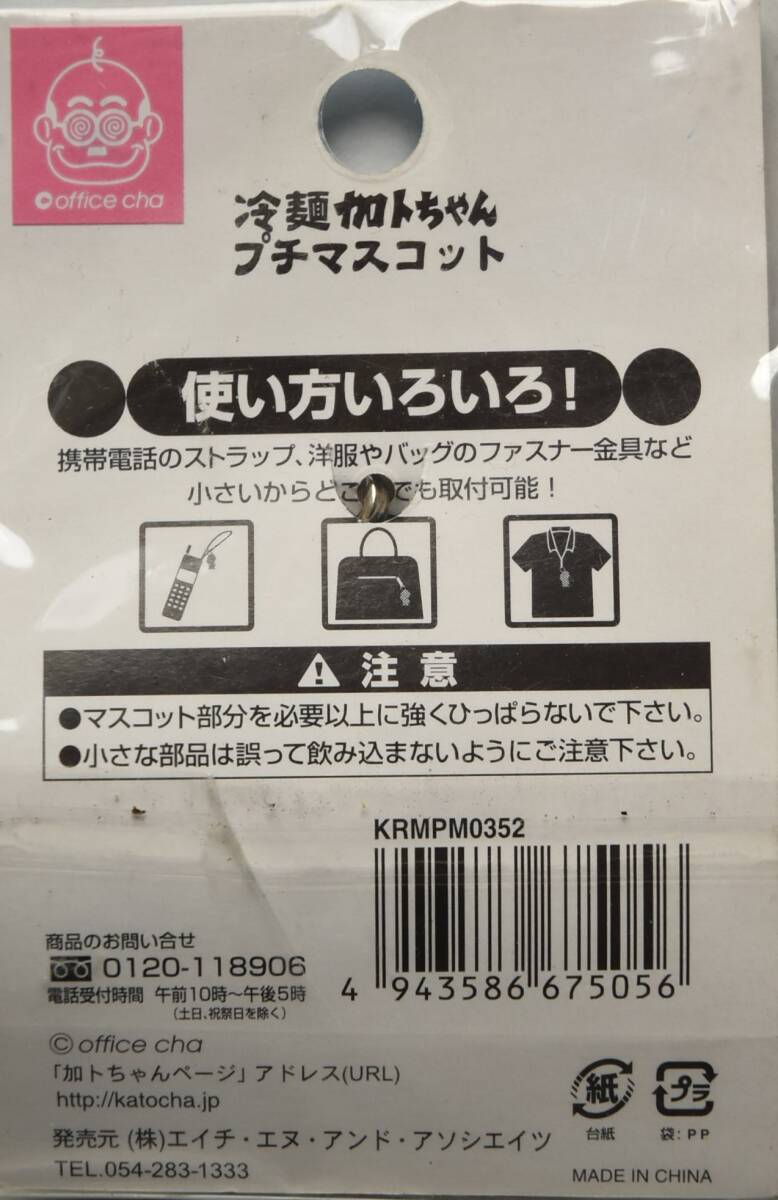 office cha
冷麺加トちゃん
プチマスコット
使い方いろいろ!
携帯電話のストラップ、洋服やバッグのファスナー金具など
小さいからどこでも取付可能!
注意
●マスコット部分を必要以上に強くひっぱらないで下さい。
●小さな部品は誤って飲み込まないようにご注意下さい。
KRMPM0352
4 943586 675056
商品のお問い合せ
0120-118906
電話受付時間 午前10時~午後5時
(土日、祝祭日を除く)
©office cha
「加トちゃんページ」アドレス(URL)
http://katocha.jp
発売元 (株)エイチ・エヌ・アンド・アソシエイツ
TEL.054-283-1333
紙
台紙
プラ
袋:PP
MADE IN CHINA